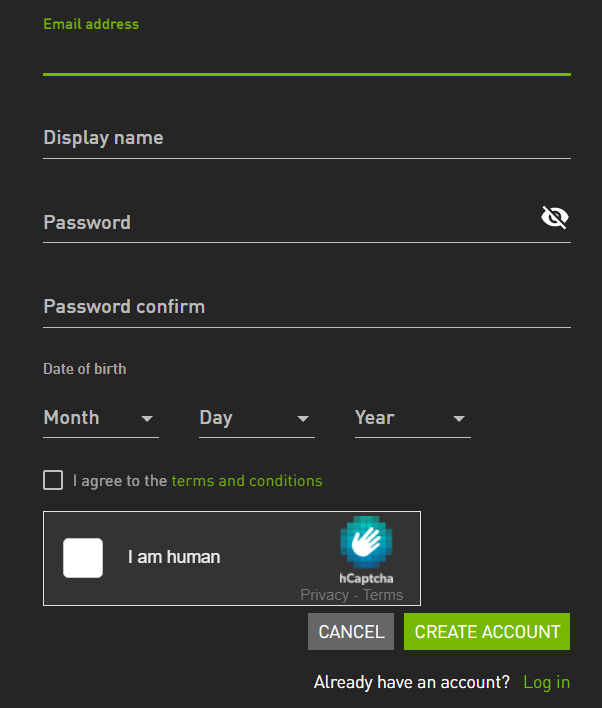 Email address
Display name
Password
Password confirm
Date of birth
Month Day Year
I agree to the terms and conditions
I am human
hCaptcha
Privacy - Terms
CANCEL CREATE ACCOUNT
Already have an account? Log in